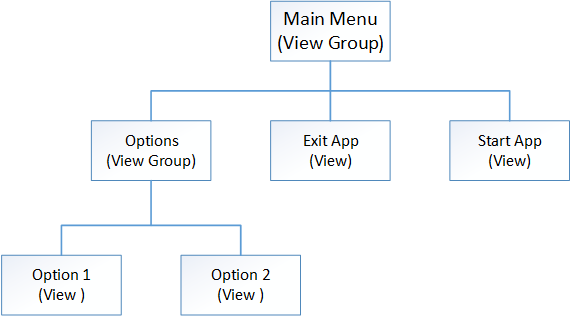 Main Menu
(View Group)
Options
(View Group)
Exit App
(View)
Start App
(View)
Option 1
(View )
Option 2
(View )